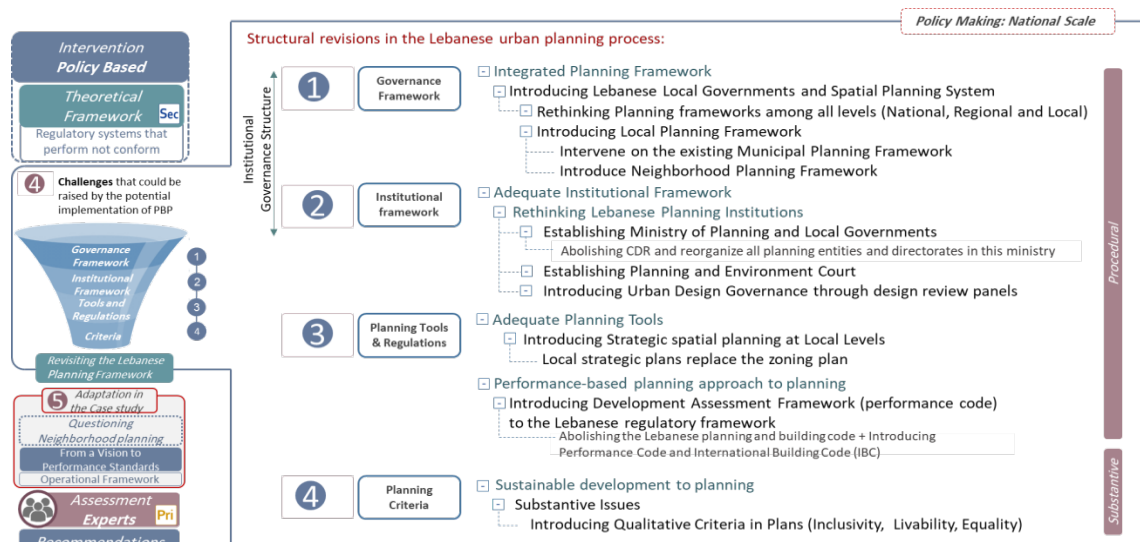 Policy Making: National Scale
Intervention
Policy Based
Theoretical
Framework
Sec
Regulatory systems that
perform not conform
4
Challenges that could be
raised by the potential
implementation of PBP
Governance
Framework
Institutional
Framework
Tools and
Regulations
Criteria
1
2
3
4
Revisiting the Lebanese
Planning Framework
5
Adaptation in
the Case study
Questioning
Neighborhood planning
From a Vision to
Performance Standards
Operational Framework
Assessment
Experts
Pri
Recommendations
Structural revisions in the Lebanese urban planning process:
Institutional
Governance Structure
1
Governance
Framework
Integrated Planning Framework
Introducing Lebanese Local Governments and Spatial Planning System
Rethinking Planning frameworks among all levels (National, Regional and Local)
Introducing Local Planning Framework
Intervene on the existing Municipal Planning Framework
Introduce Neighborhood Planning Framework
2
Institutional
framework
Adequate Institutional Framework
Rethinking Lebanese Planning Institutions
Establishing Ministry of Planning and Local Governments
Abolishing CDR and reorganize all planning entities and directorates in this ministry
Establishing Planning and Environment Court
Introducing Urban Design Governance through design review panels
3
Planning Tools
& Regulations
Adequate Planning Tools
Introducing Strategic spatial planning at Local Levels
Local strategic plans replace the zoning plan
Performance-based planning approach to planning
Introducing Development Assessment Framework (performance code)
to the Lebanese regulatory framework
Abolishing the Lebanese planning and building code + Introducing
Performance Code and International Building Code (IBC)
4
Planning
Criteria
Sustainable development to planning
Substantive Issues
Introducing Qualitative Criteria in Plans (Inclusivity, Livability, Equality)
Procedural
Substantive